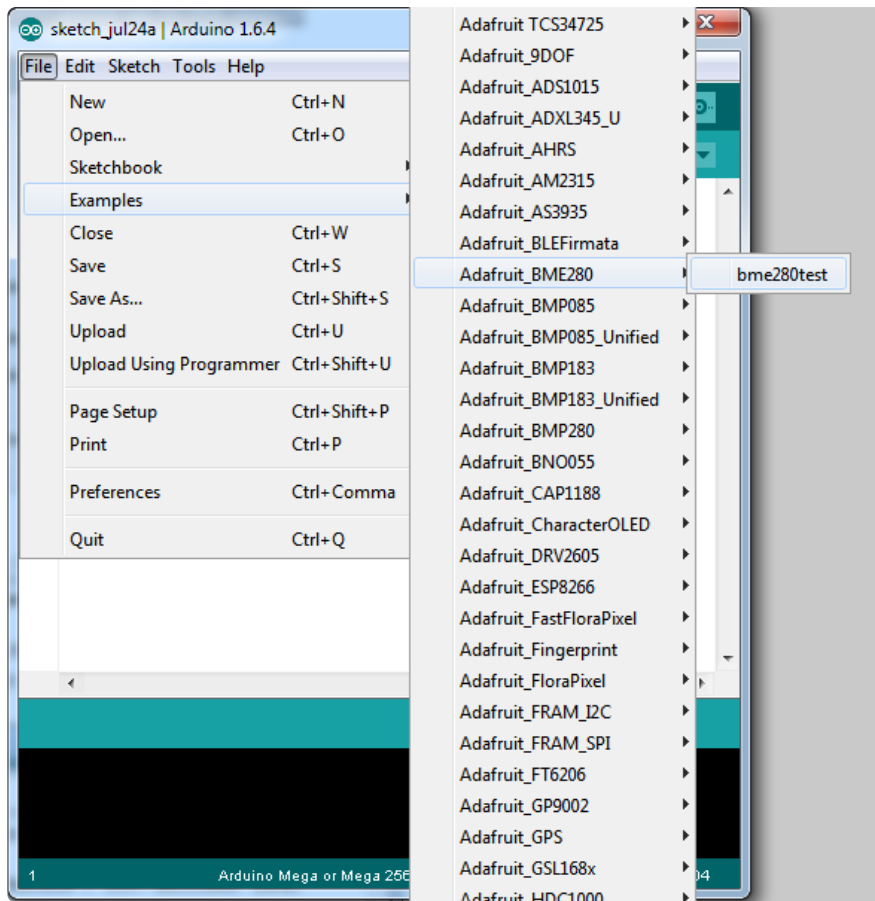 sketch_jul24a | Arduino 1.6.4
File Edit Sketch Tools Help
New Ctrl+N
Open... Ctrl+O
Sketchbook
Examples
Close Ctrl+W
Save Ctrl+S
Save As... Ctrl+Shift+S
Upload Ctrl+U
Upload Using Programmer Ctrl+Shift+U
Page Setup Ctrl+Shift+P
Print Ctrl+P
Preferences Ctrl+Comma
Quit Ctrl+Q
Adafruit TCS34725
Adafruit_9DOF
Adafruit_ADS1015
Adafruit_ADXL345_U
Adafruit_AHRS
Adafruit_AM2315
Adafruit_AS3935
Adafruit_BLEFirmata
Adafruit_BME280
bme280test
Adafruit_BMP085
Adafruit_BMP085_Unified
Adafruit_BMP183
Adafruit_BMP183_Unified
Adafruit_BMP280
Adafruit_BNO055
Adafruit_CAP1188
Adafruit_CharacterOLED
Adafruit_DRV2605
Adafruit_ESP8266
Adafruit_FastFloraPixel
Adafruit_Fingerprint
Adafruit_FloraPixel
Adafruit_FRAM_I2C
Adafruit_FRAM_SPI
Adafruit_FT6206
Adafruit_GP9002
Adafruit_GPS
Adafruit_GSL168x
Adafruit_HDC1000
1 Arduino Mega or Mega 256
04